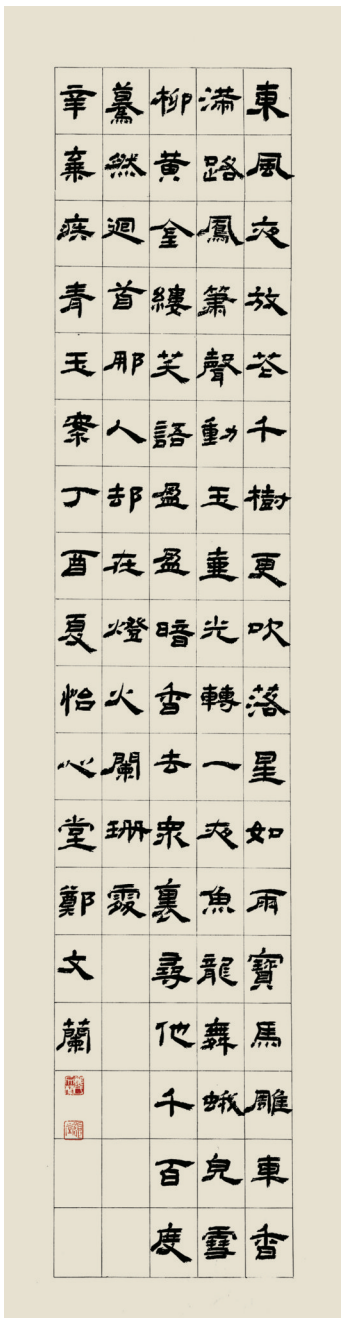 東風夜放花千樹更吹落星如雨寶馬雕車香
滿路鳳簫聲動玉壺光轉一夜魚龍舞蛾兒雪
柳黃金縷笑語盈盈暗香去衆裏尋他千百度
驀然迴首那人却在燈火闌珊處
辛棄疾青玉案丁酉夏怡心堂鄭文蘭